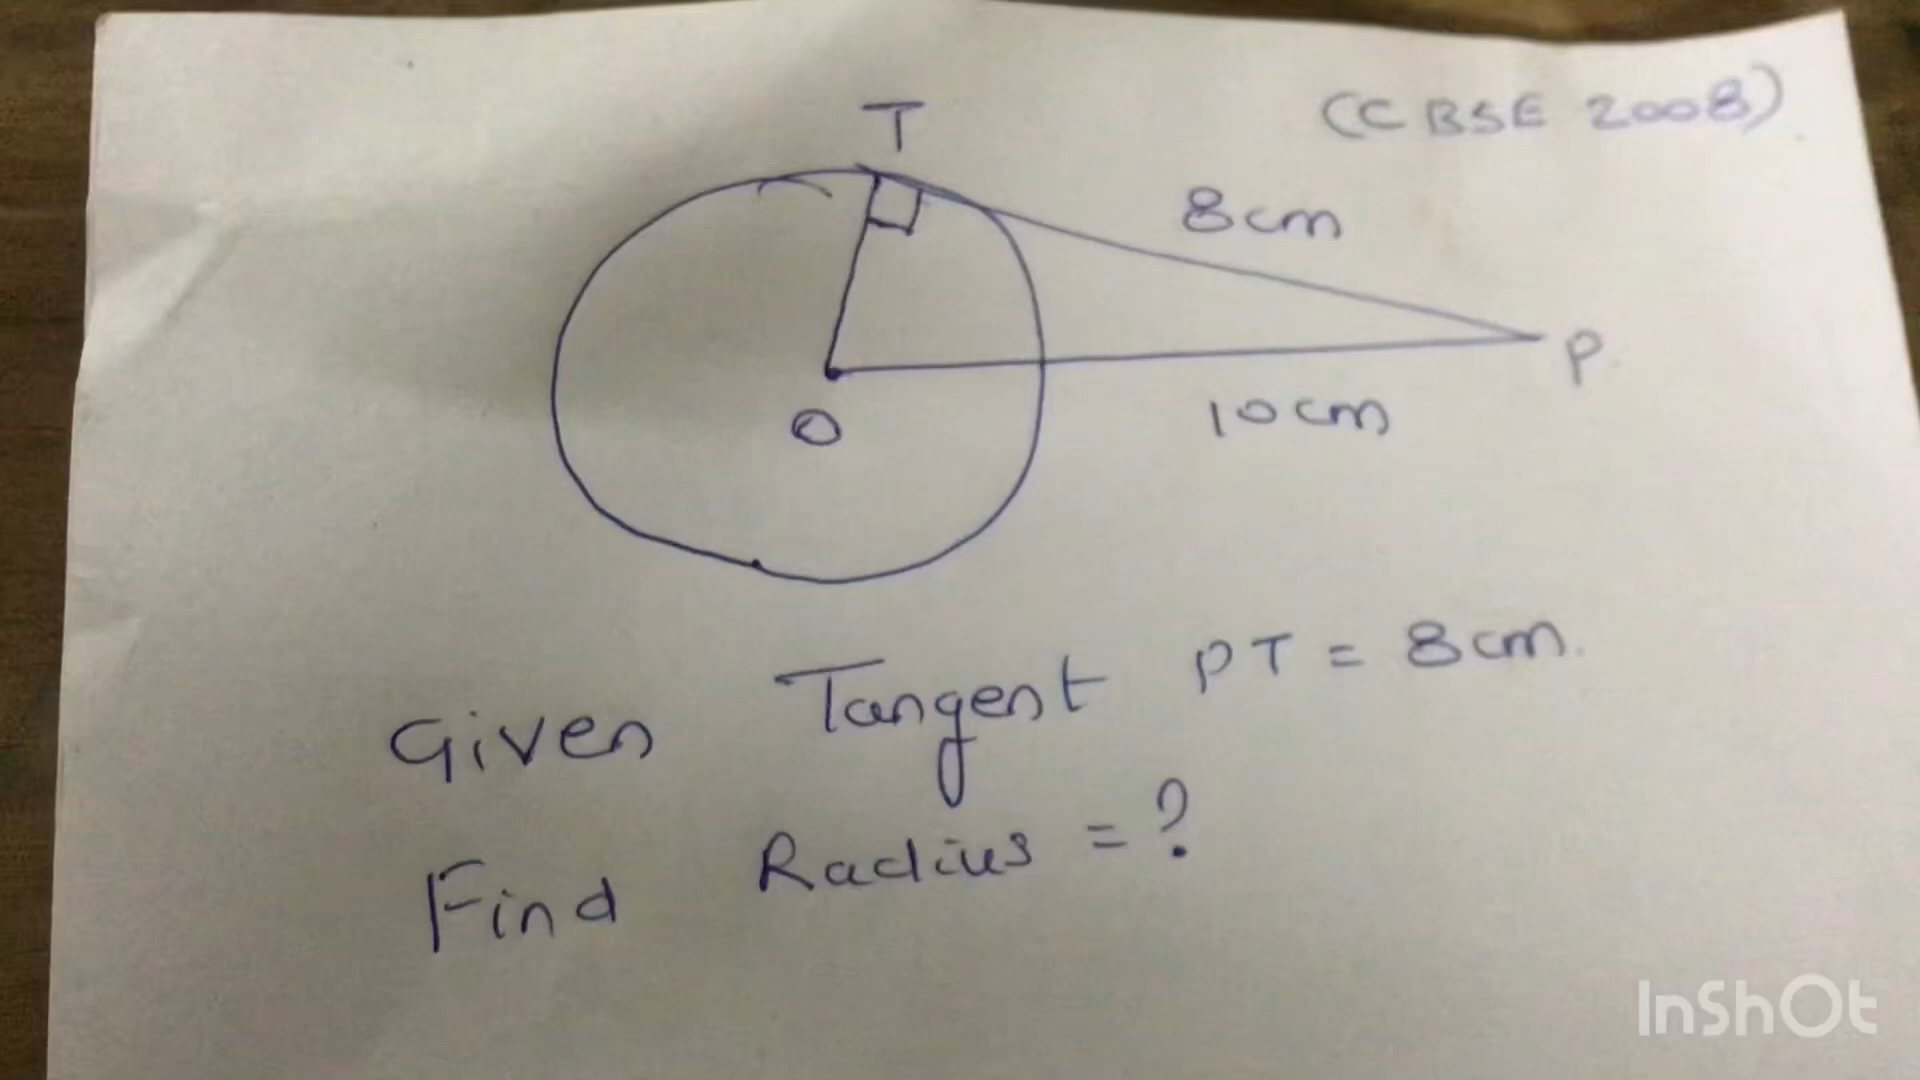 (CBSE 2008)
T
8cm
P
10cm
O
Given Tangent PT = 8cm.
Find Radius = ?
InShOt